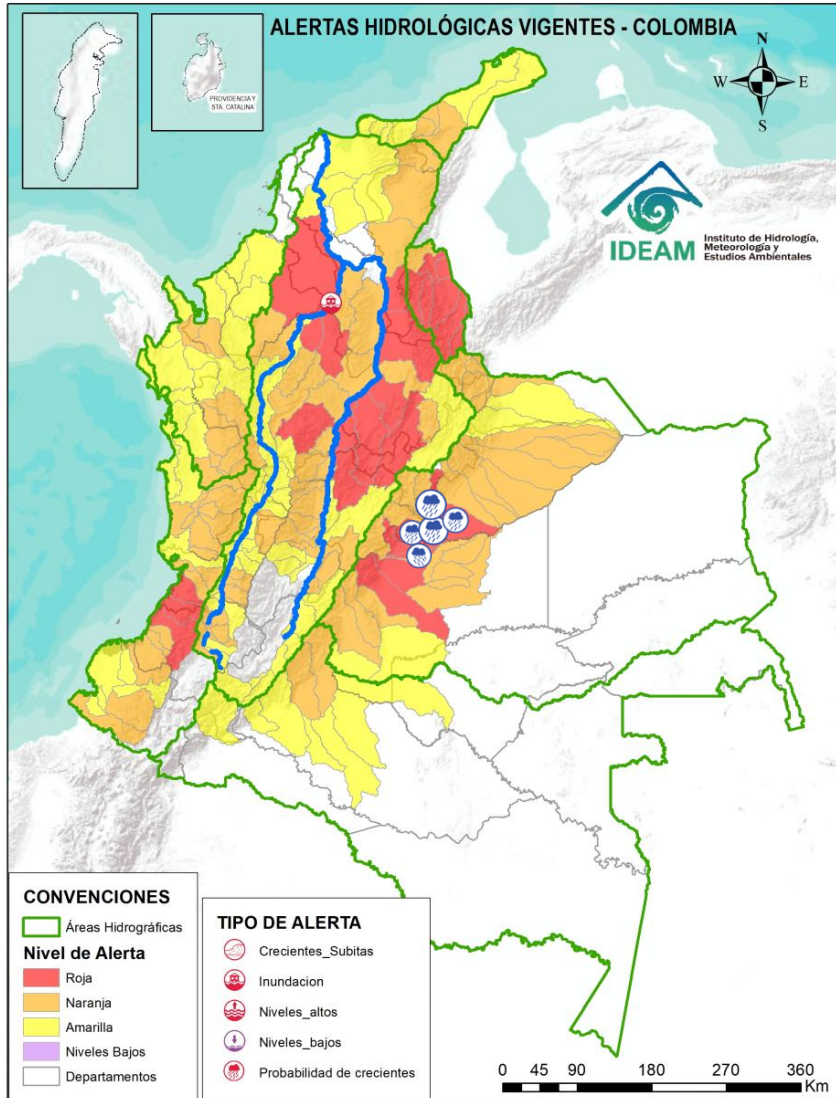 ALERTAS HIDROLÓGICAS VIGENTES - COLOMBIA
PROVIDENCIA Y
STA. CATALINA
N
W
E
S
IDEAM
Instituto de Hidrología,
Meteorología y
Estudios Ambientales
CONVENCIONES
Áreas Hidrográficas
Nivel de Alerta
Roja
Naranja
Amarilla
Niveles Bajos
Departamentos
TIPO DE ALERTA
Crecientes_Subitas
Inundacion
Niveles_altos
Niveles_bajos
Probabilidad de crecientes
0 45 90 180 270 360
Km